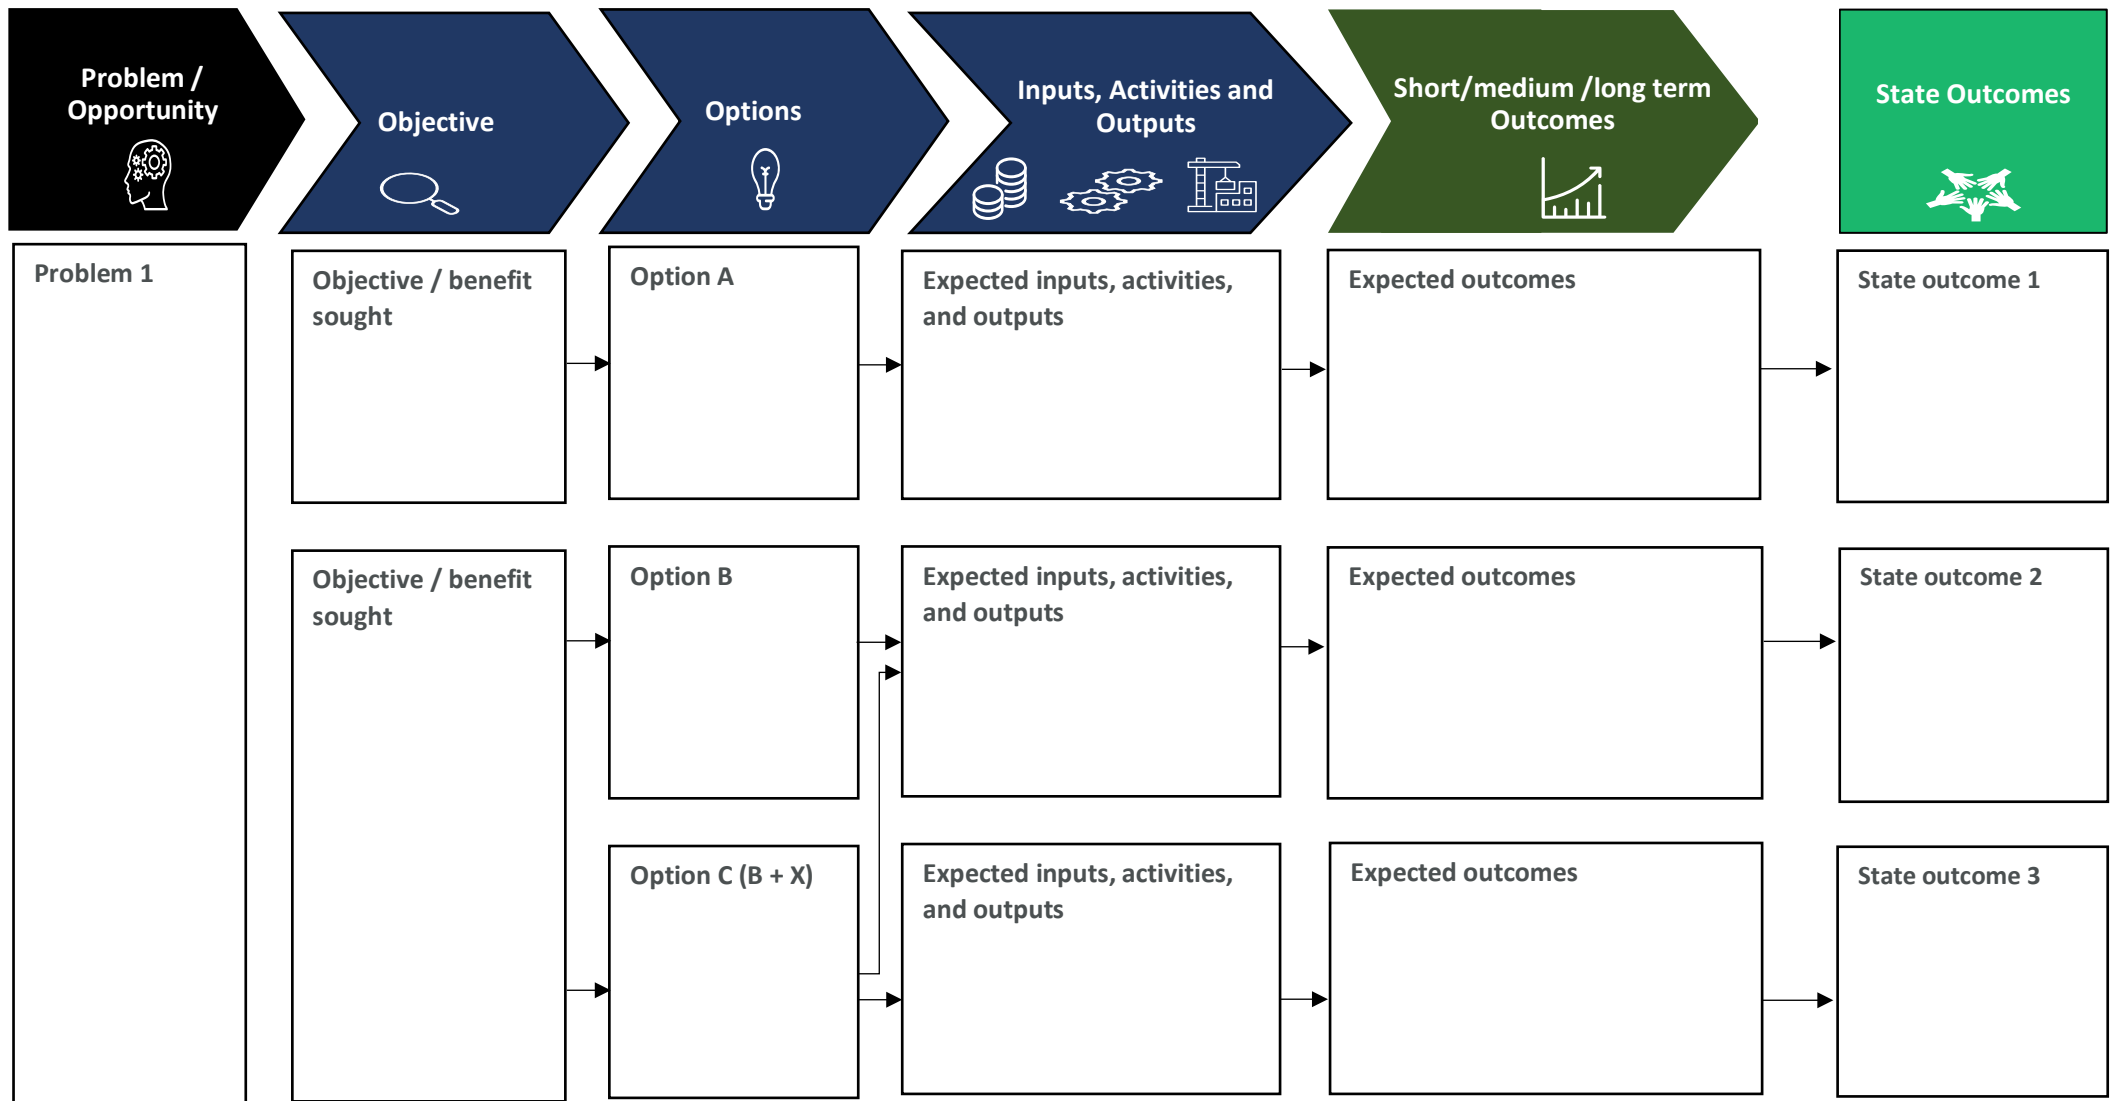 Problem /
Opportunity
Objective
Options
Inputs, Activities and
Outputs
Short/medium /long term
Outcomes
State Outcomes
Problem 1
Objective / benefit
sought
Option A
Expected inputs, activities,
and outputs
Expected outcomes
State outcome 1
Objective / benefit
sought
Option B
Expected inputs, activities,
and outputs
Expected outcomes
State outcome 2
Option C (B + X)
Expected inputs, activities,
and outputs
Expected outcomes
State outcome 3